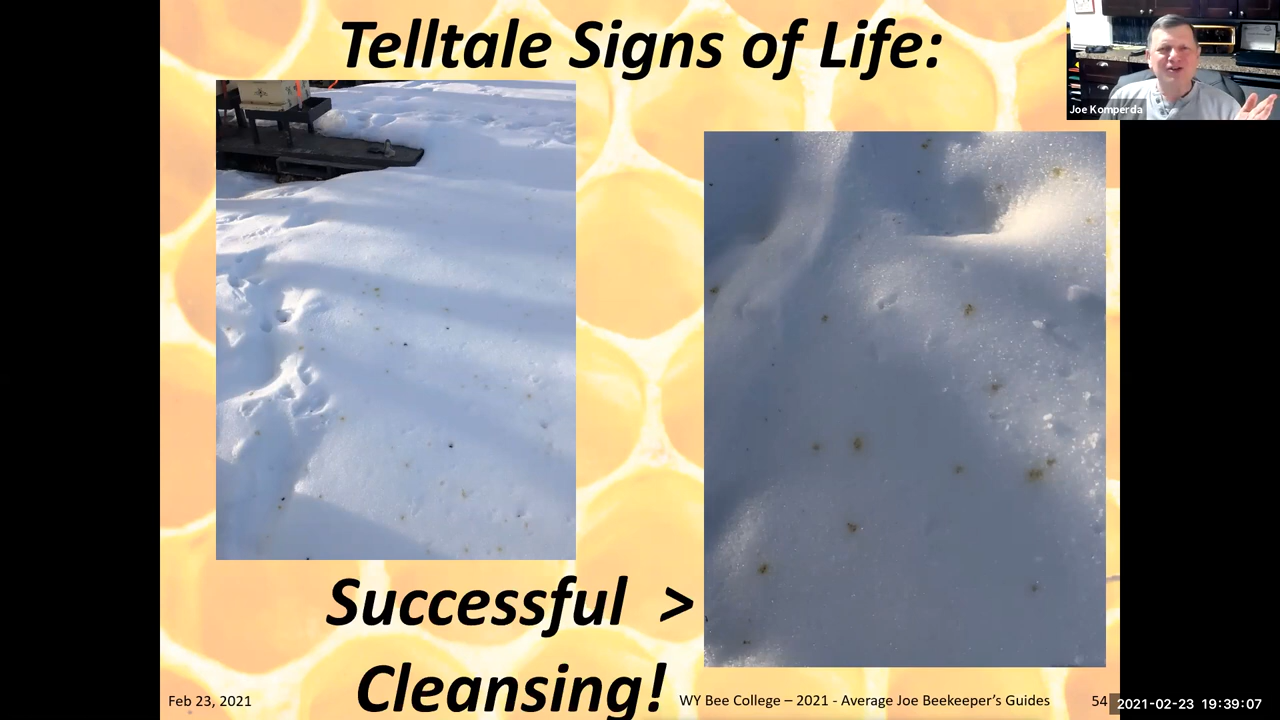 Telltale Signs of Life:
Joe Komperda
Successful >
Cleansing!
Feb 23, 2021
WY Bee College – 2021 - Average Joe Beekeeper's Guides
54
2021-02-23 19:39:07